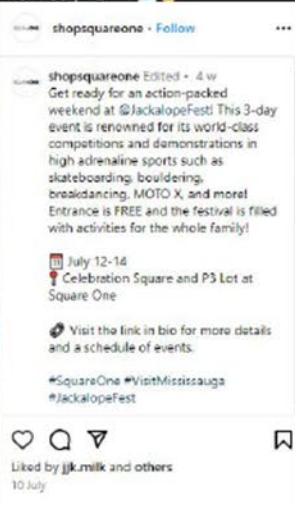 shopsquareone • Follow
shopsquareone Edited • 4 w
Get ready for an action-packed
weekend at @JackalopeFest! This 3-day
event is renowned for its world-class
competitions and demonstrations in
high adrenaline sports such as
skateboarding, bouldering,
breakdancing, MOTO X, and more!
Entrance is FREE and the festival is filled
with activities for the whole family!
July 12-14
Celebration Square and P3 Lot at
Square One
Visit the link in bio for more details
and a schedule of events.
#SquareOne #VisitMississauga
#JackalopeFest
Liked by jjk.milk and others
10 July